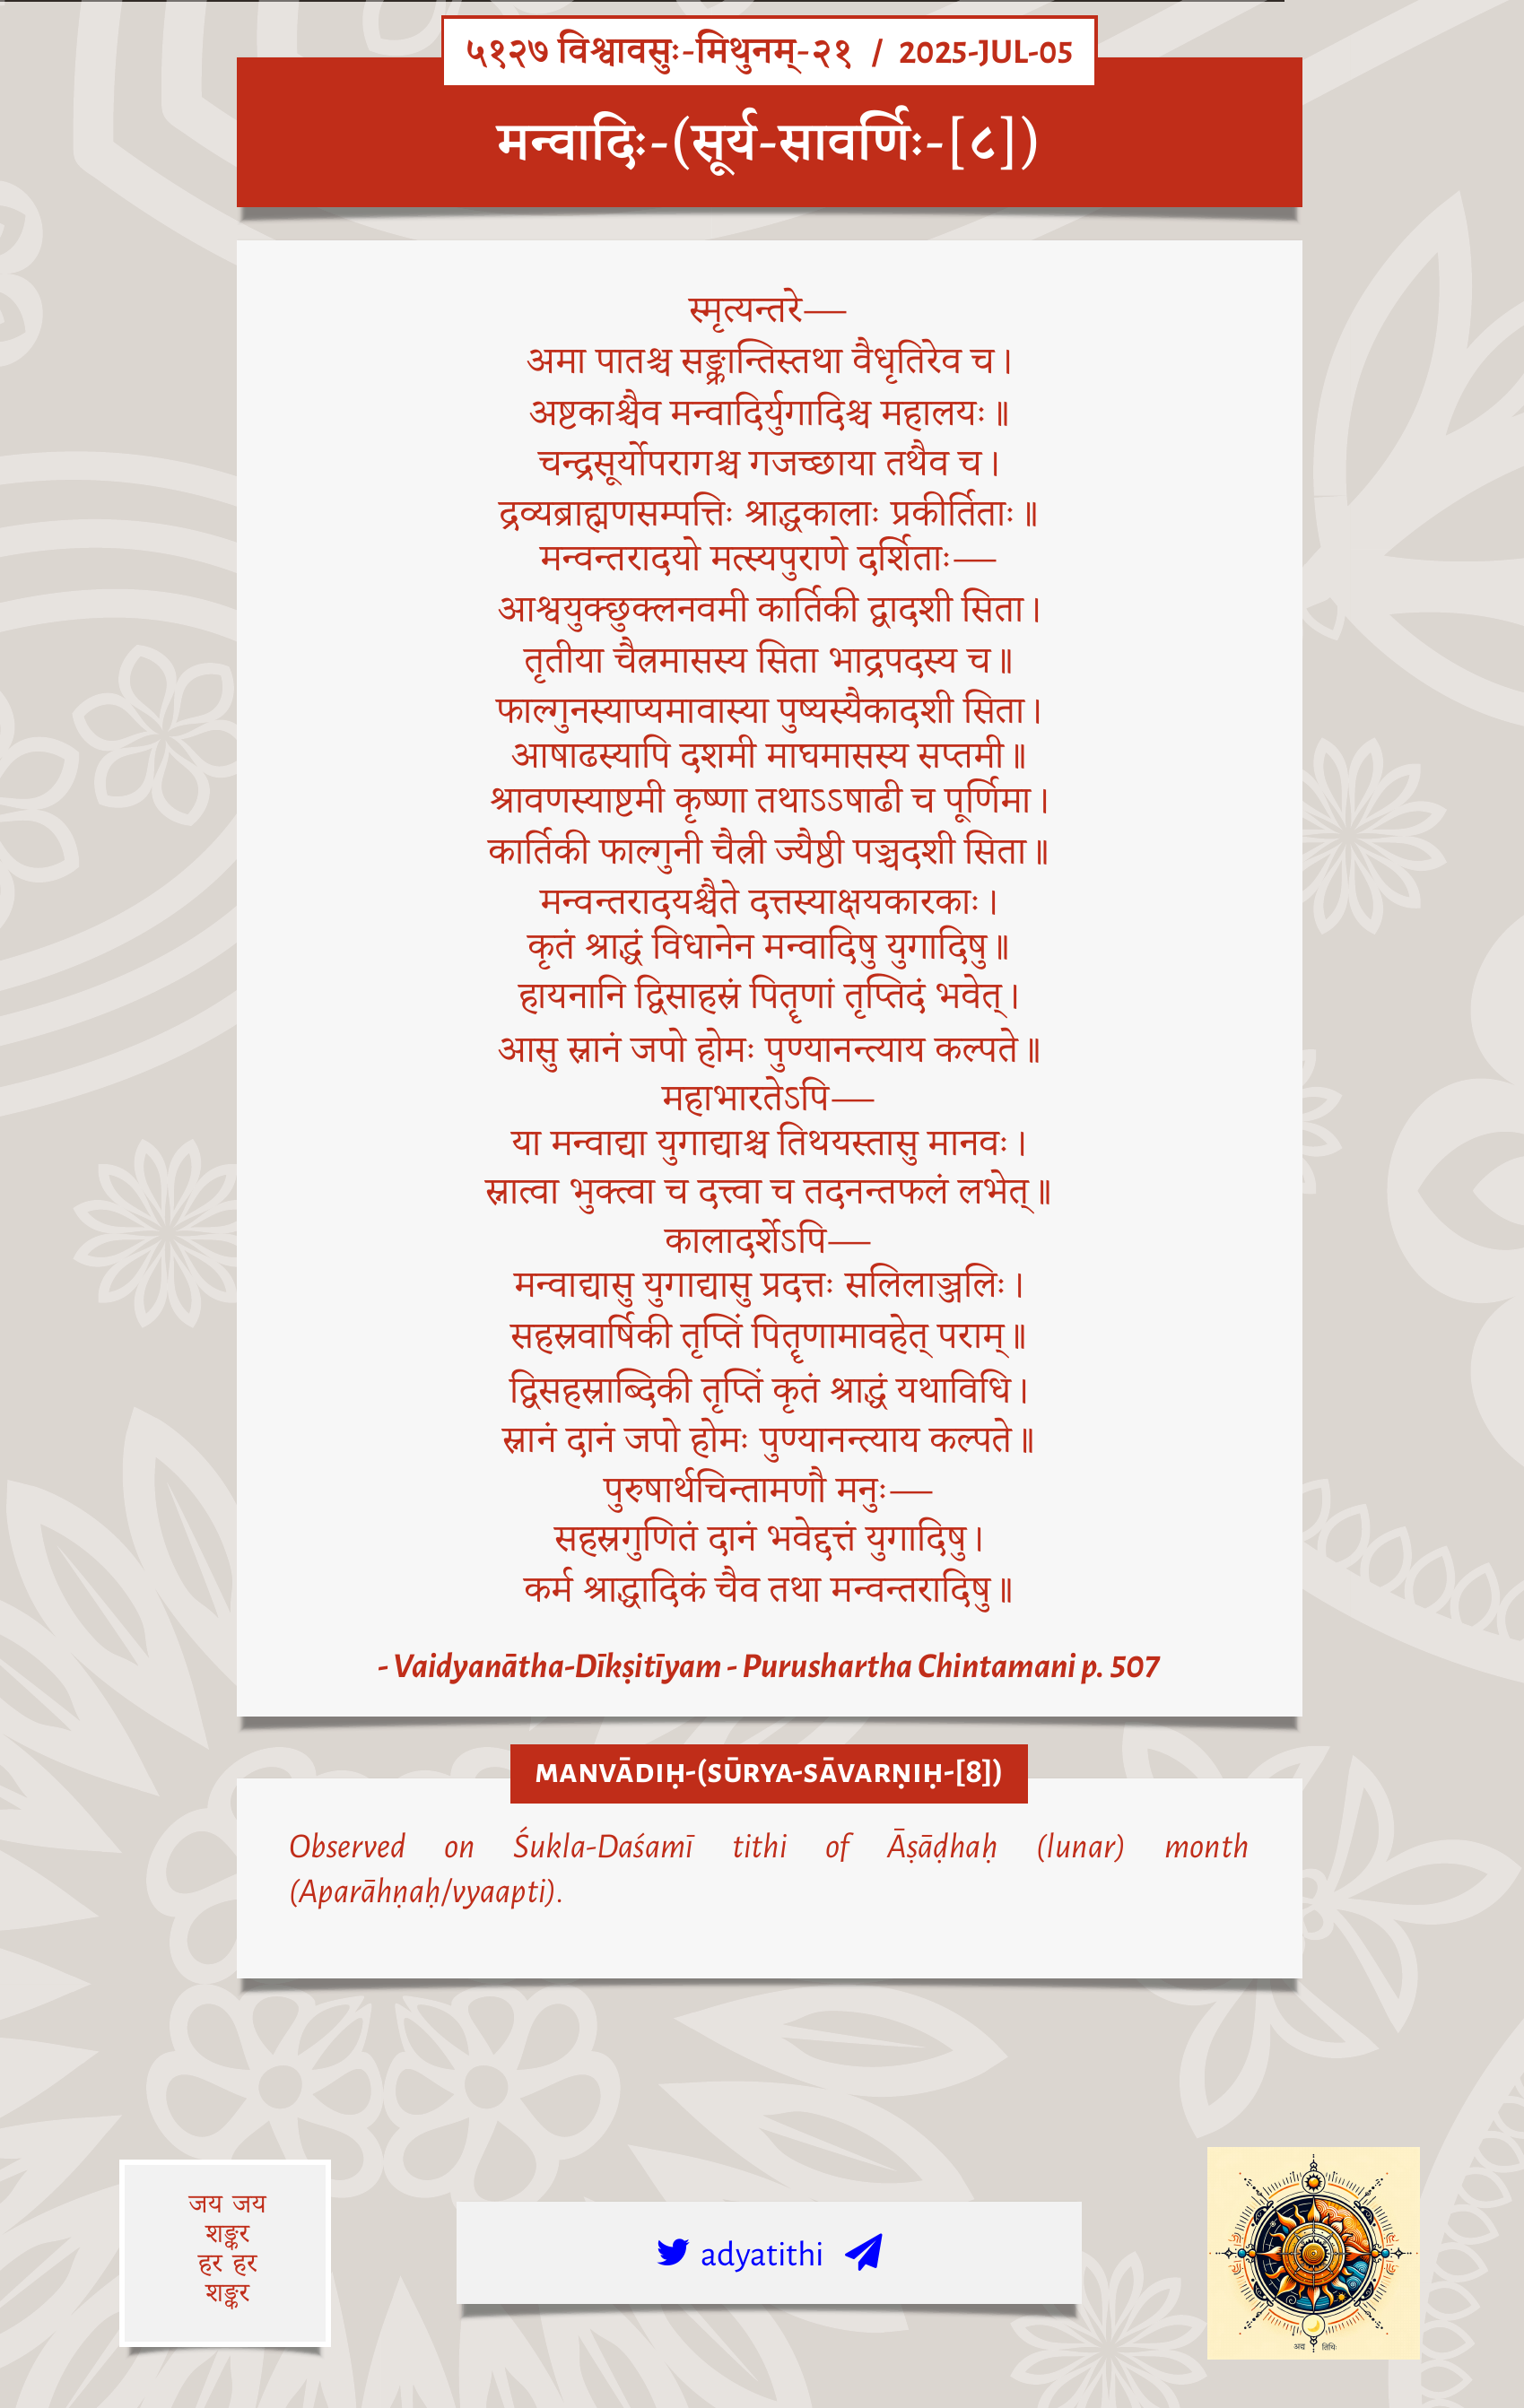 ५१२७ विश्वावसुः-मिथुनम्-२१ / 2025-JUL-05
मन्वादिः-(सूर्य-सावर्णिः-[८])
स्मृत्यन्तरे—
अमा पातश्च सङ्क्रान्तिस्तथा वैधृतिरेव च।
अष्टकाश्चैव मन्वादिर्युगादिश्च महालयः॥
चन्द्रसूर्योपरागश्च गजच्छाया तथैव च।
द्रव्यब्राह्मणसम्पत्तिः श्राद्धकालाः प्रकीर्तिताः॥
मन्वन्तरादयो मत्स्यपुराणे दर्शिताः—
आश्वयुक्छुक्लनवमी कार्तिकी द्वादशी सिता।
तृतीया चैत्रमासस्य सिता भाद्रपदस्य च॥
फाल्गुनस्याप्यमावास्या पुष्यस्यैकादशी सिता।
आषाढस्यापि दशमी माघमासस्य सप्तमी॥
श्रावणस्याष्टमी कृष्णा तथाऽऽषाढी च पूर्णिमा।
कार्तिकी फाल्गुनी चैत्री ज्यैष्ठी पञ्चदशी सिता॥
मन्वन्तरादयश्चैते दत्तस्याक्षयकारकाः।
कृतं श्राद्धं विधानेन मन्वादिषु युगादिषु॥
हायनानि द्विसाहस्रं पितॄणां तृप्तिदं भवेत्।
आसु स्नानं जपो होमः पुण्यानन्त्याय कल्पते॥
महाभारतेऽपि—
या मन्वाद्या युगाद्याश्च तिथयस्तासु मानवः।
स्नात्वा भुक्त्वा च दत्त्वा च तदनन्तफलं लभेत्॥
कालादर्शेऽपि—
मन्वाद्यासु युगाद्यासु प्रदत्तः सलिलाञ्जलिः।
सहस्रवार्षिकी तृप्तिं पितॄणामावहेत् पराम्॥
द्विसहस्राब्दिकी तृप्तिं कृतं श्राद्धं यथाविधि।
स्नानं दानं जपो होमः पुण्यानन्त्याय कल्पते॥
पुरुषार्थचिन्तामणौ मनुः—
सहस्रगुणितं दानं भवेद्दत्तं युगादिषु।
कर्म श्राद्धादिकं चैव तथा मन्वन्तरादिषु॥
- Vaidyanātha-Dīkṣitīyam - Purushartha Chintamani p. 507
MANVĀDIḤ-(SŪRYA-SĀVARṆIḤ-[8])
Observed on Śukla-Daśamī tithi of Āṣāḍhaḥ (lunar) month
(Aparāhṇaḥ/vyaapti).
जय जय
शङ्कर
हर हर
शङ्कर
adyatithi
अद्य तिथिः